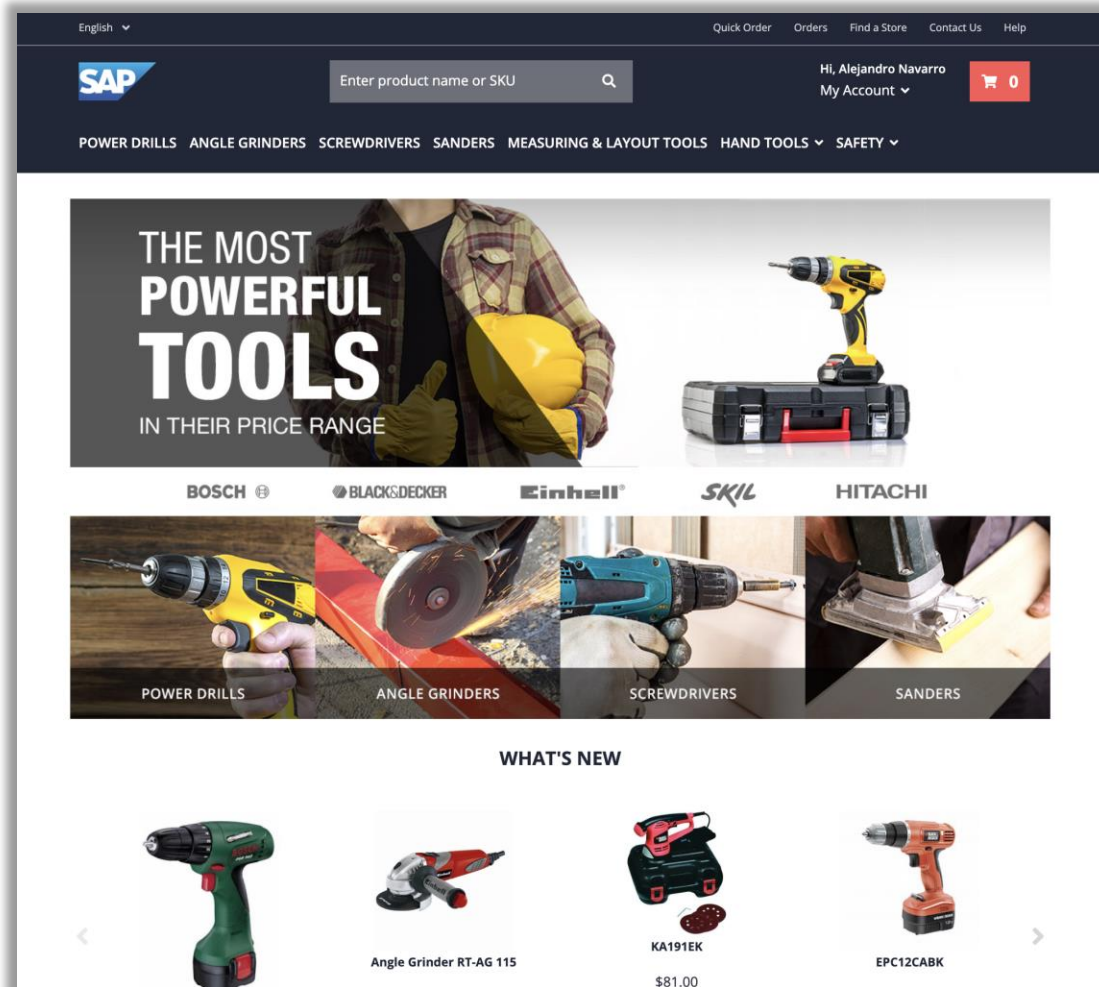 English
Quick Order Orders Find a Store Contact Us Help
SAP
Enter product name or SKU
Hi, Alejandro Navarro
My Account
0
POWER DRILLS ANGLE GRINDERS SCREWDRIVERS SANDERS MEASURING & LAYOUT TOOLS HAND TOOLS SAFETY
THE MOST
POWERFUL
TOOLS
IN THEIR PRICE RANGE
BOSCH BLACK&DECKER Einhell® SKIL HITACHI
POWER DRILLS ANGLE GRINDERS SCREWDRIVERS SANDERS
WHAT'S NEW
Angle Grinder RT-AG 115 KA191EK EPC12CABK
$81.00